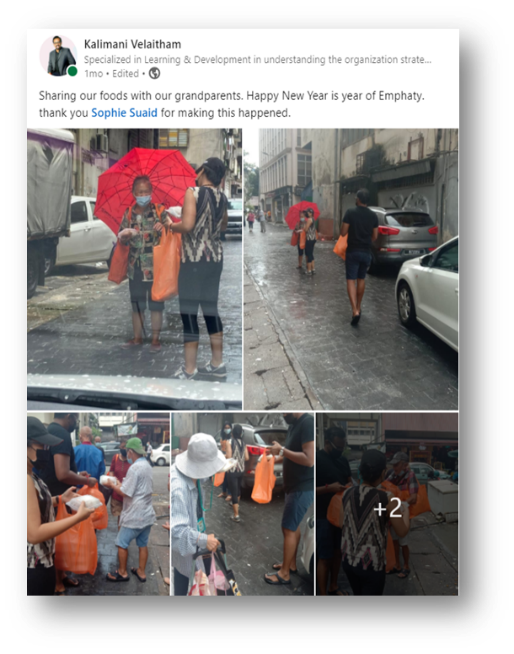 Kalimani Velaitham
Specialized in Learning & Development in understanding the organization strate...
1mo • Edited •
Sharing our foods with our grandparents. Happy New Year is year of Emphaty.
thank you Sophie Suaid for making this happened.
+2